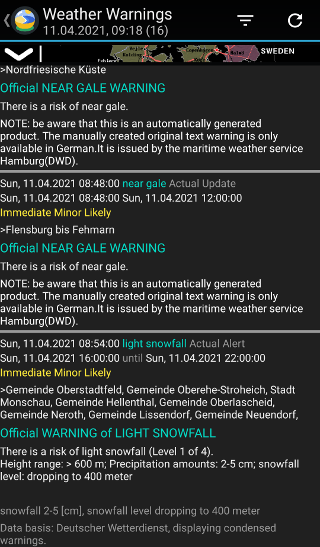 Weather Warnings
11.04.2021, 09:18 (16)
SWEDEN
>Nordfriesische Küste
Official NEAR GALE WARNING
There is a risk of near gale.
NOTE: be aware that this is an automatically generated
product. The manually created original text warning is only
available in German.It is issued by the maritime weather service
Hamburg(DWD).
Sun, 11.04.2021 08:48:00 near gale Actual Update
Sun, 11.04.2021 08:48:00 Sun, 11.04.2021 12:00:00
Immediate Minor Likely
>Flensburg bis Fehmarn
Official NEAR GALE WARNING
There is a risk of near gale.
NOTE: be aware that this is an automatically generated
product. The manually created original text warning is only
available in German.It is issued by the maritime weather service
Hamburg(DWD).
Sun, 11.04.2021 08:54:00 light snowfall Actual Alert
Sun, 11.04.2021 16:00:00 until Sun, 11.04.2021 22:00:00
Immediate Minor Likely
>Gemeinde Oberstadtfeld, Gemeinde Oberehe-Stroheich, Stadt
Monschau, Gemeinde Hellenthal, Gemeinde Oberlascheid,
Gemeinde Neroth, Gemeinde Lissendorf, Gemeinde Neuendorf,
Official WARNING of LIGHT SNOWFALL
There is a risk of light snowfall (Level 1 of 4).
Height range: > 600 m; Precipitation amounts: 2-5 cm; snowfall
level: dropping to 400 meter
snowfall 2-5 [cm], snowfall level dropping to 400 meter
Data basis: Deutscher Wetterdienst, displaying condensed
warnings.